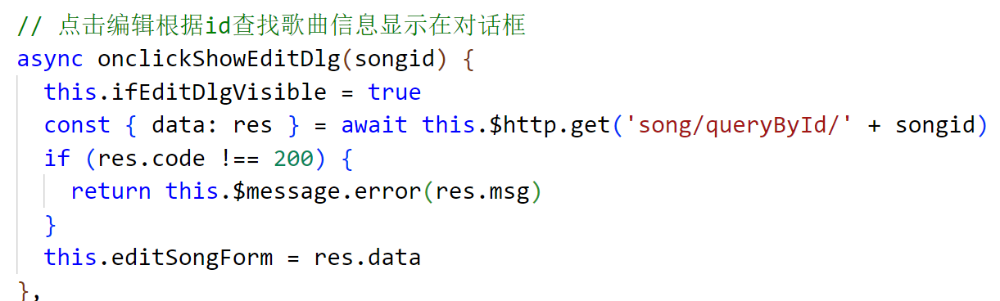 // 点击编辑根据id查找歌曲信息显示在对话框
async onclickShowEditDlg(songid) {
  this.ifEditDlgVisible = true
  const { data: res } = await this.$http.get('song/queryById/' + songid)
  if (res.code !== 200) {
    return this.$message.error(res.msg)
  }
  this.editSongForm = res.data
},